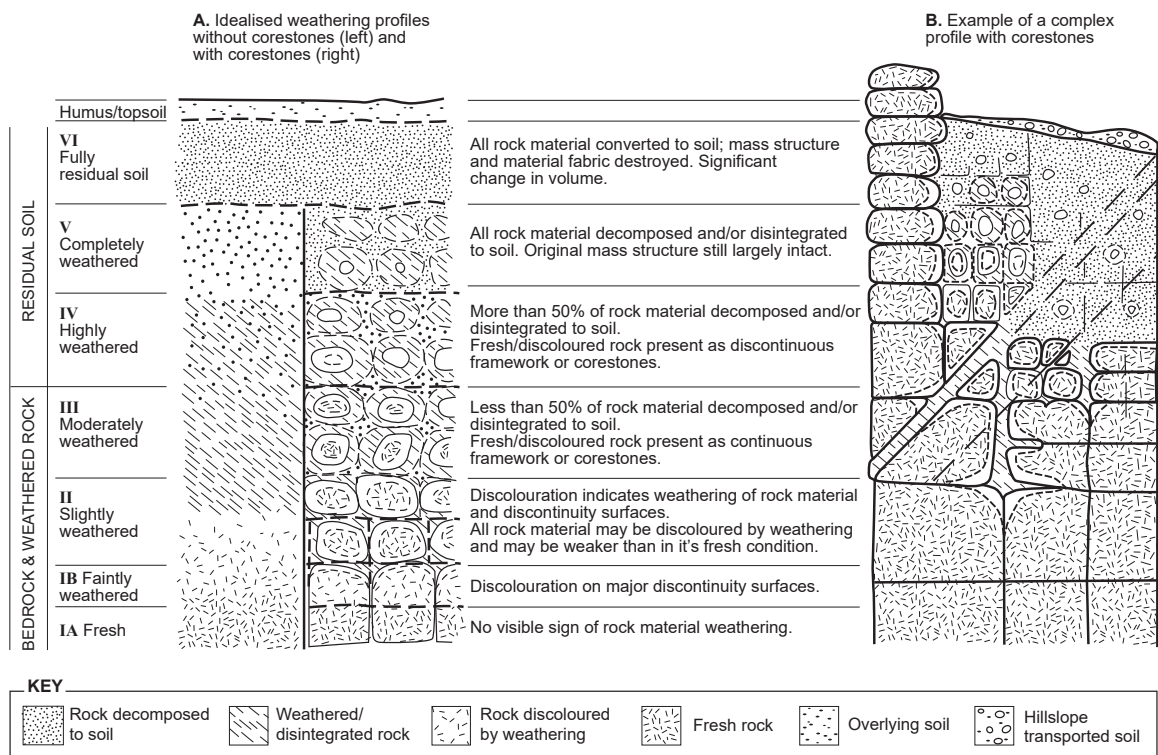 A. Idealised weathering profiles
without corestones (left) and
with corestones (right)
B. Example of a complex
profile with corestones
Humus/topsoil
RESIDUAL SOIL
VI
Fully
residual soil
All rock material converted to soil; mass structure
and material fabric destroyed. Significant
change in volume.
V
Completely
weathered
All rock material decomposed and/or disintegrated
to soil. Original mass structure still largely intact.
IV
Highly
weathered
More than 50% of rock material decomposed and/or
disintegrated to soil.
Fresh/discoloured rock present as discontinuous
framework or corestones.
BEDROCK & WEATHERED ROCK
III
Moderately
weathered
Less than 50% of rock material decomposed and/or
disintegrated to soil.
Fresh/discoloured rock present as continuous
framework or corestones.
II
Slightly
weathered
Discolouration indicates weathering of rock material
and discontinuity surfaces.
All rock material may be discoloured by weathering
and may be weaker than in it's fresh condition.
IB Faintly
weathered
Discolouration on major discontinuity surfaces.
IA Fresh
No visible sign of rock material weathering.
KEY
Rock decomposed
to soil
Weathered/
disintegrated rock
Rock discoloured
by weathering
Fresh rock
Overlying soil
Hillslope
transported soil